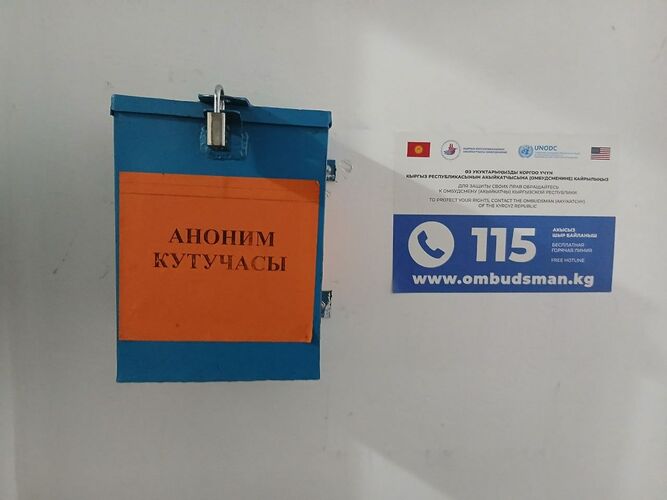 АНОНИМ
КУТУЧАСЫ
UNODC
ӨЗ УКУКТАРЫҢЫЗДЫ КОРГОО ҮЧҮН
КЫРГЫЗ РЕСПУБЛИКАСЫНЫН АКЫЙКАТЧЫСЫНА (ОМБУДСМЕНИНЕ) КАЙРЫЛЫҢЫЗ
ДЛЯ ЗАЩИТЫ СВОИХ ПРАВ ОБРАЩАЙТЕСЬ
К ОМБУДСМЕНУ (АКЫЙКАТЧЫ) КЫРГЫЗСКОЙ РЕСПУБЛИКИ
TO PROTECT YOUR RIGHTS, CONTACT THE OMBUDSMAN (AKYIKATCHY)
OF THE KYRGYZ REPUBLIC
115
АКЫСЫЗ
ШЫР БАЙЛАНЫШ
БЕСПЛАТНАЯ
ГОРЯЧАЯ ЛИНИЯ
FREE HOTLINE
www.ombudsman.kg